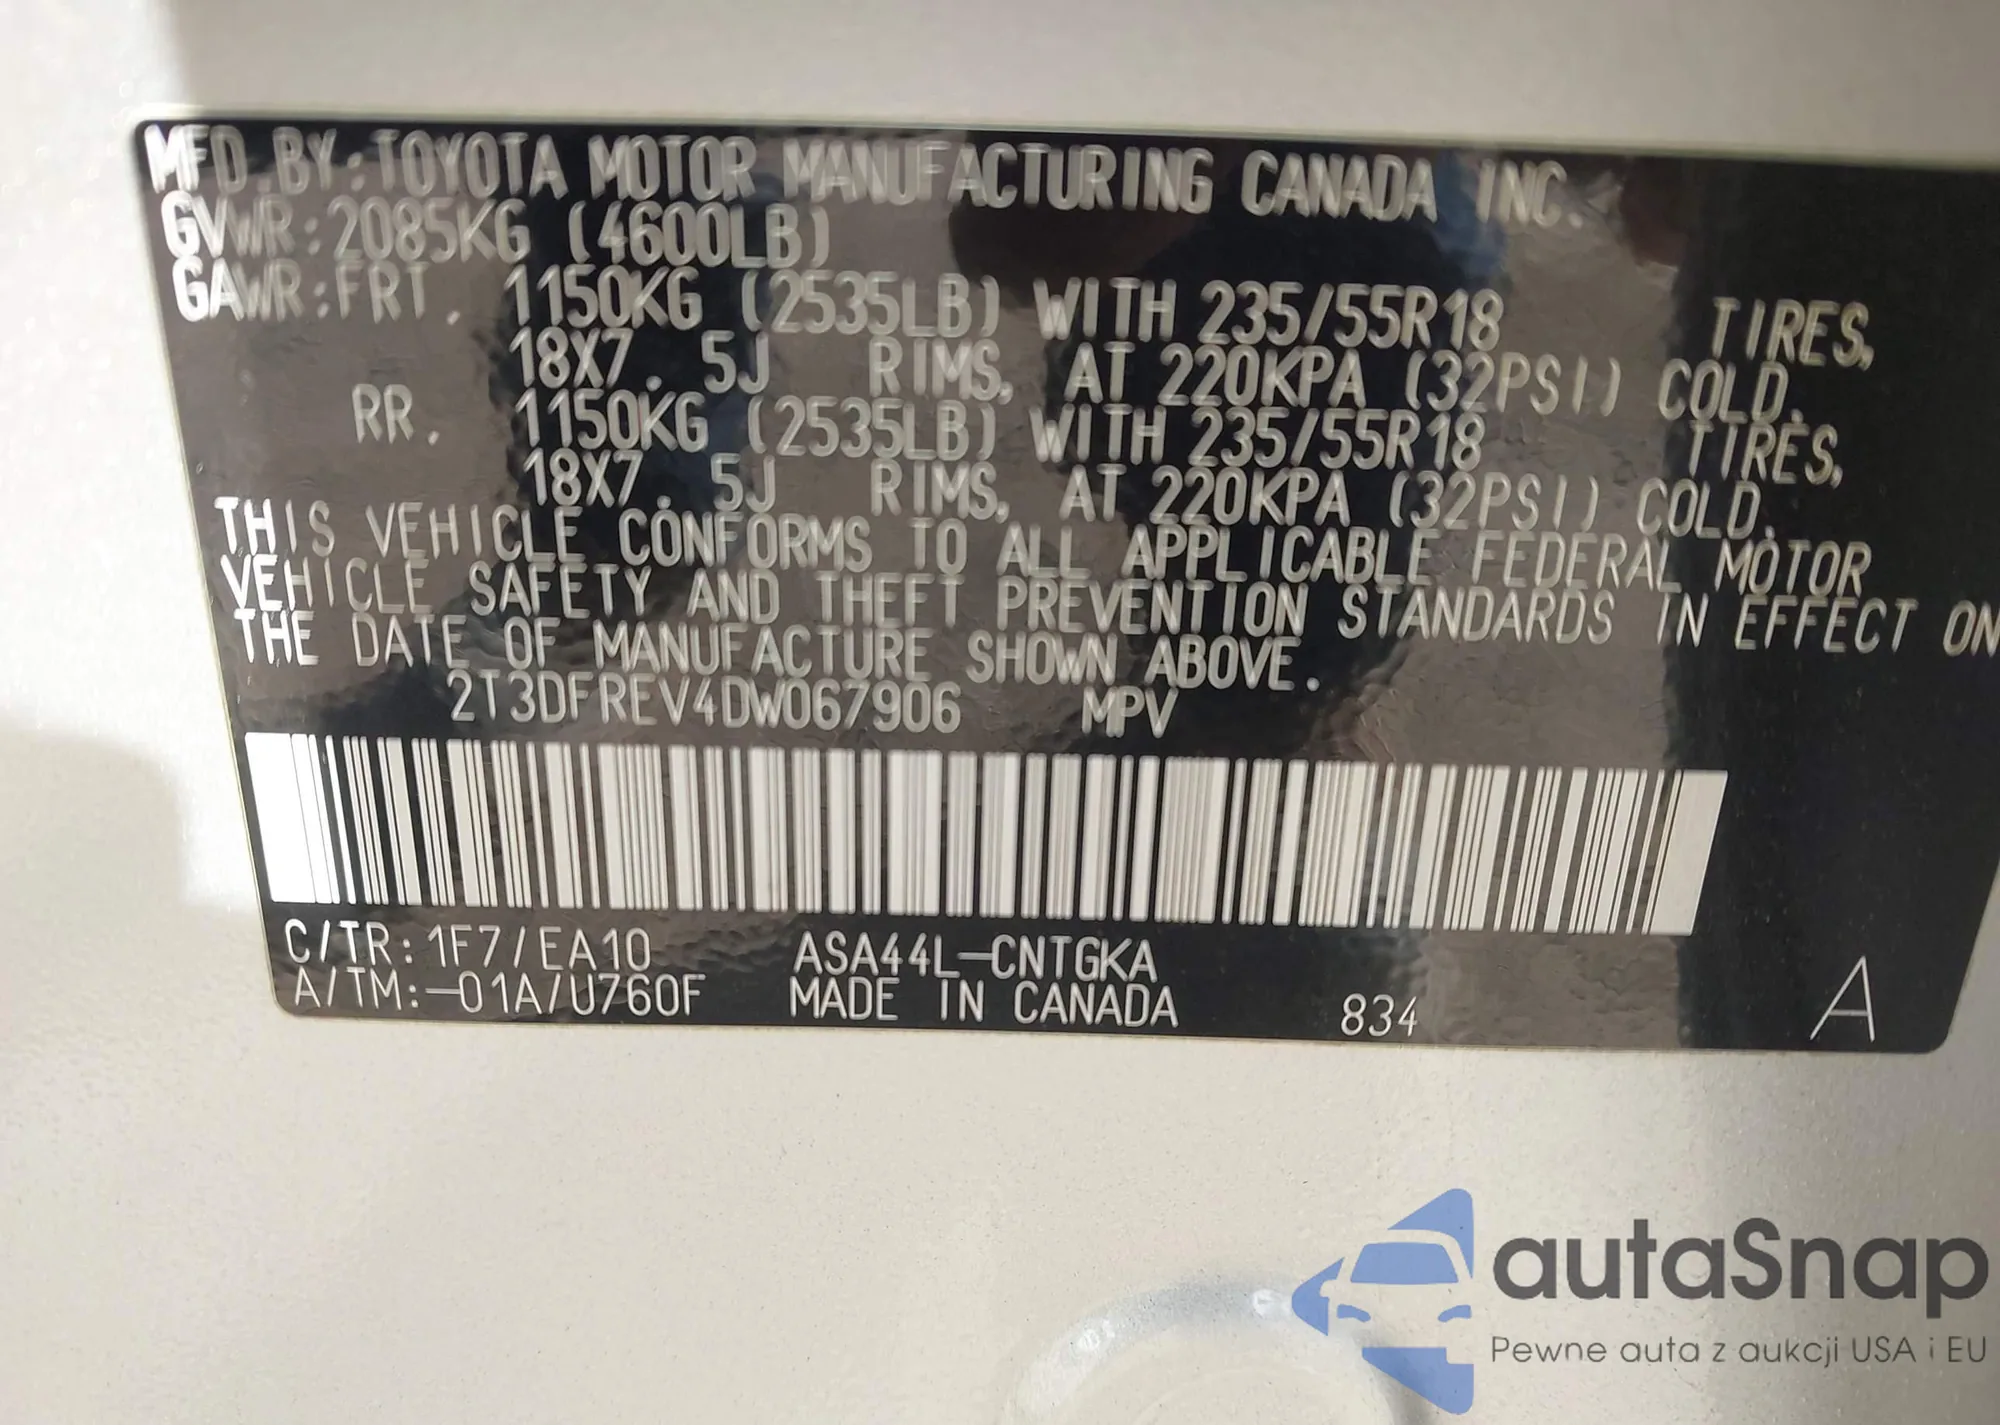 MFD.BY:TOYOTA MOTOR MANUFACTURING CANADA INC.
GVWR:2085KG (4600LB)
GAWR:FRT. 1150KG (2535LB) WITH 235/55R18 TIRES,
18X7.5J RIMS, AT 220KPA (32PSI) COLD.
RR. 1150KG (2535LB) WITH 235/55R18 TIRES,
18X7.5J RIMS, AT 220KPA (32PSI) COLD.
THIS VEHICLE CONFORMS TO ALL APPLICABLE FEDERAL MOTOR
VEHICLE SAFETY AND THEFT PREVENTION STANDARDS IN EFFECT ON
THE DATE OF MANUFACTURE SHOWN ABOVE.
2T3DFREV4DW067906 MPV
C/TR:1F7/EA10 ASA44L-CNTGKA
A/TM:-01A/U760F MADE IN CANADA 834 A
autaSnap
Pewne auta z aukcji USA i EU